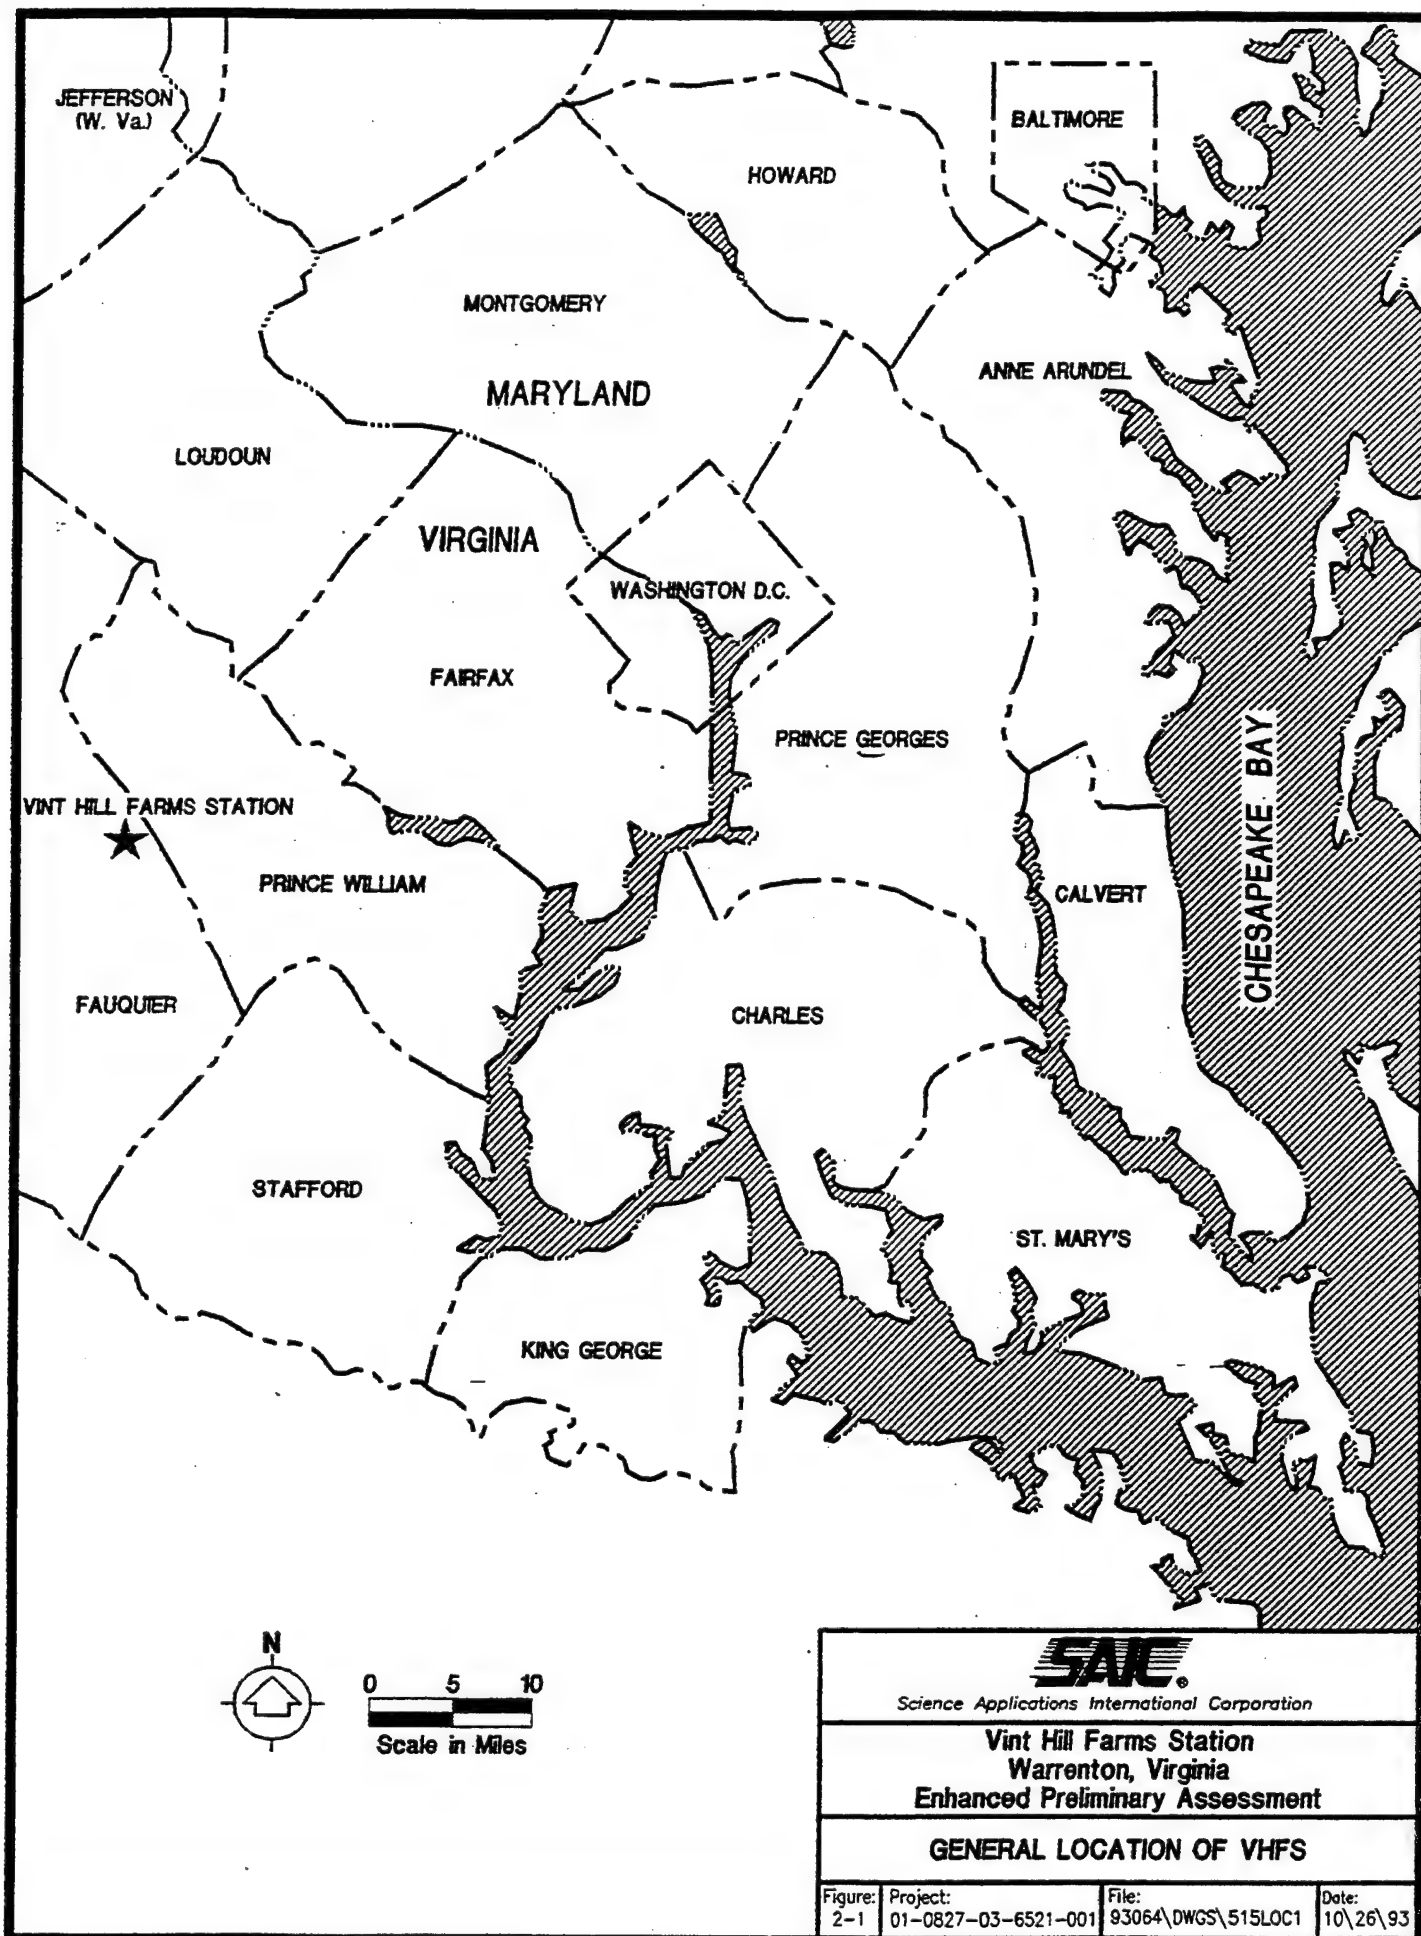 JEFFERSON
(W. Va.)
BALTIMORE
HOWARD
MONTGOMERY
MARYLAND
ANNE ARUNDEL
LOUDOUN
VIRGINIA
WASHINGTON D.C.
FAIRFAX
PRINCE GEORGES
CHESAPEAKE BAY
VINT HILL FARMS STATION
PRINCE WILLIAM
CALVERT
FAUQUIER
CHARLES
STAFFORD
ST. MARY'S
KING GEORGE
N
0 5 10
Scale in Miles
SAIC®
Science Applications International Corporation
Vint Hill Farms Station
Warrenton, Virginia
Enhanced Preliminary Assessment
GENERAL LOCATION OF VHFS
Figure: Project: File: Date:
2-1 01-0827-03-6521-001 93064\DWGS\515LOC1 10\26\93